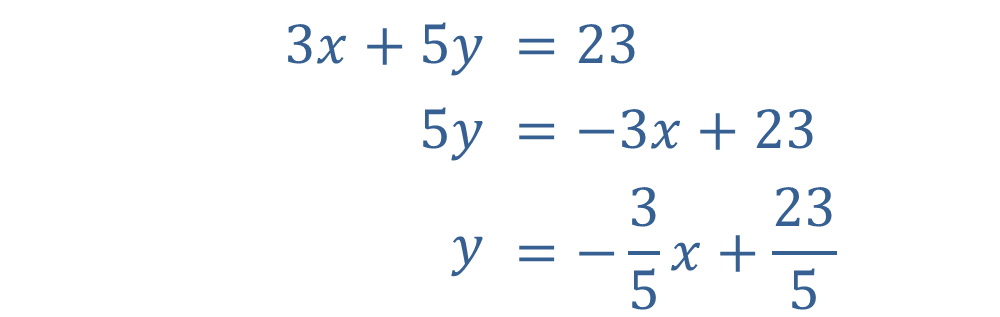 3x + 5y = 23
5y = −3x + 23
y = −3/5 x + 23/5